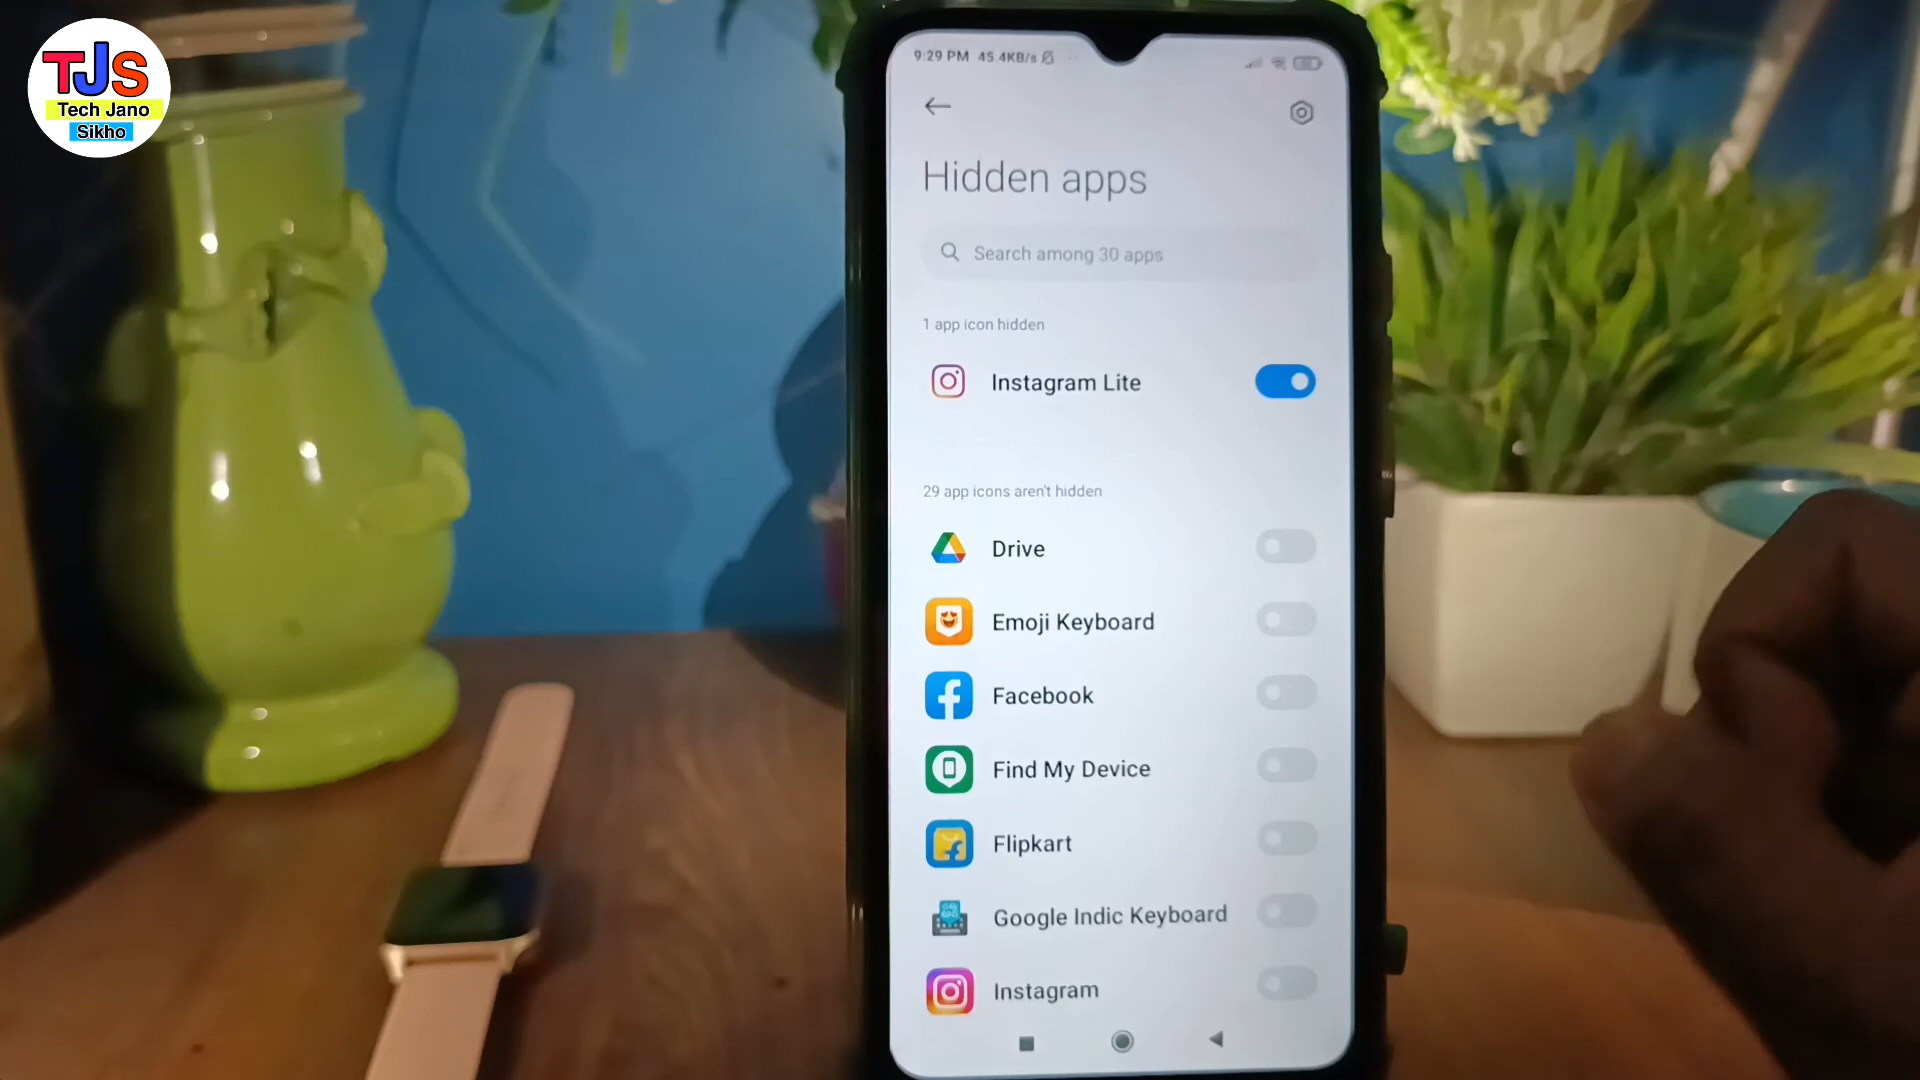 TJS
Tech Jano
Sikho
9:29 PM 45.4KB/s
Hidden apps
Search among 30 apps
1 app icon hidden
Instagram Lite
29 app icons aren't hidden
Drive
Emoji Keyboard
Facebook
Find My Device
Flipkart
Google Indic Keyboard
Instagram